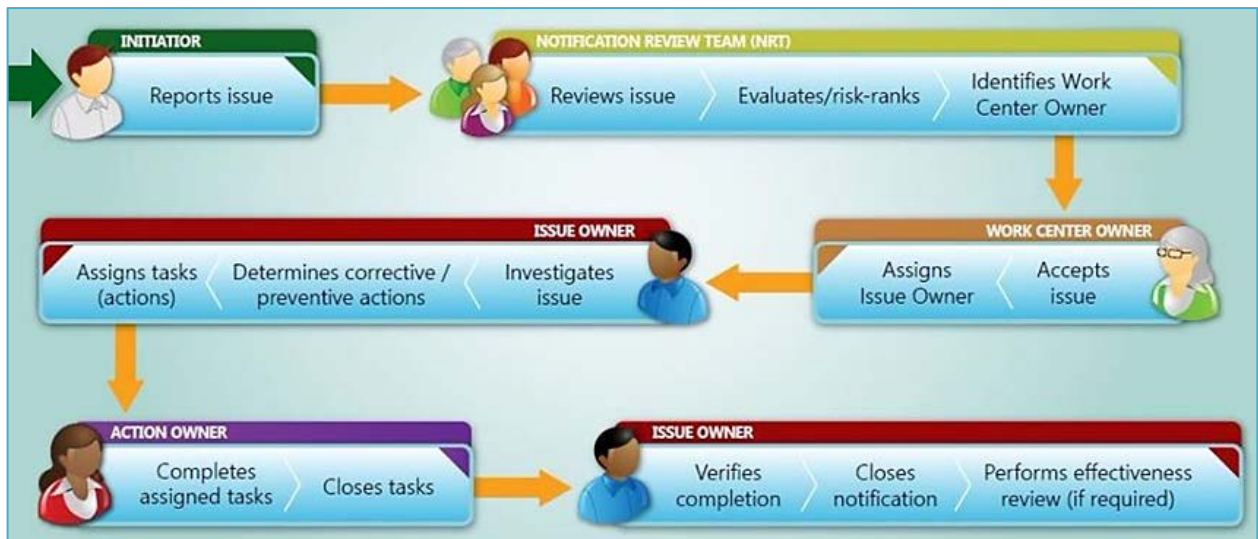 INITIATIOR
Reports issue
NOTIFICATION REVIEW TEAM (NRT)
Reviews issue
Evaluates/risk-ranks
Identifies Work
Center Owner
WORK CENTER OWNER
Accepts
issue
Assigns
Issue Owner
ISSUE OWNER
Investigates
issue
Determines corrective /
preventive actions
Assigns tasks
(actions)
ACTION OWNER
Completes
assigned tasks
Closes tasks
ISSUE OWNER
Verifies
completion
Closes
notification
Performs effectiveness
review (if required)